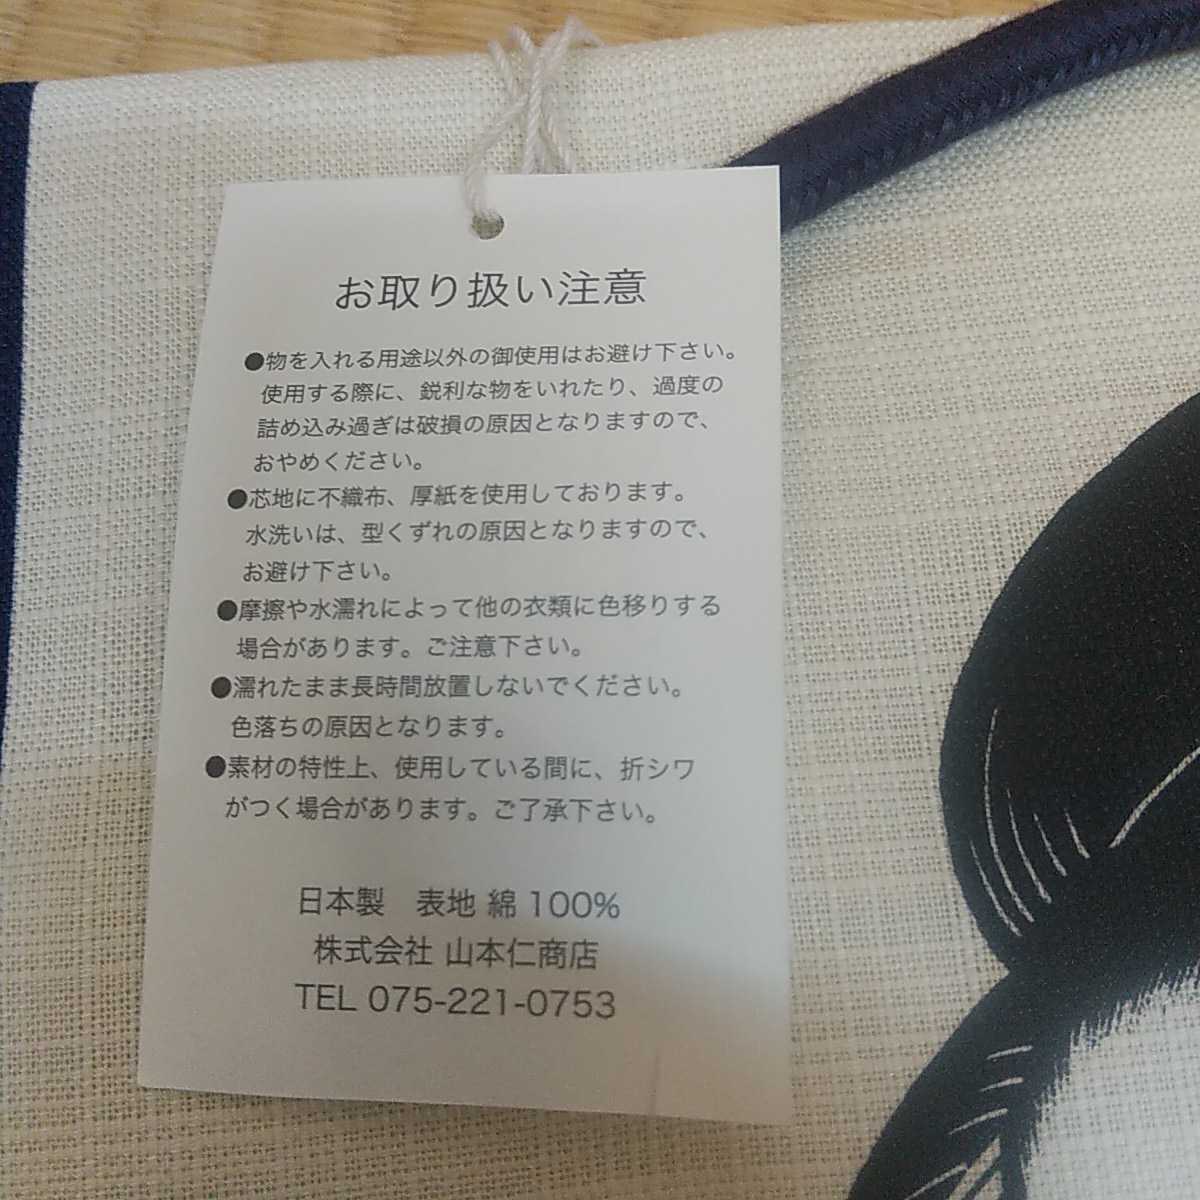 お取り扱い注意
●物を入れる用途以外の御使用はお避け下さい。
使用する際に、鋭利な物をいれたり、過度の
詰め込み過ぎは破損の原因となりますので、
おやめください。
●芯地に不織布、厚紙を使用しております。
水洗いは、型くずれの原因となりますので、
お避け下さい。
●摩擦や水濡れによって他の衣類に色移りする
場合があります。ご注意下さい。
●濡れたまま長時間放置しないでください。
色落ちの原因となります。
●素材の特性上、使用している間に、折シワ
がつく場合があります。ご了承下さい。
日本製 表地 綿 100%
株式会社 山本仁商店
TEL 075-221-0753